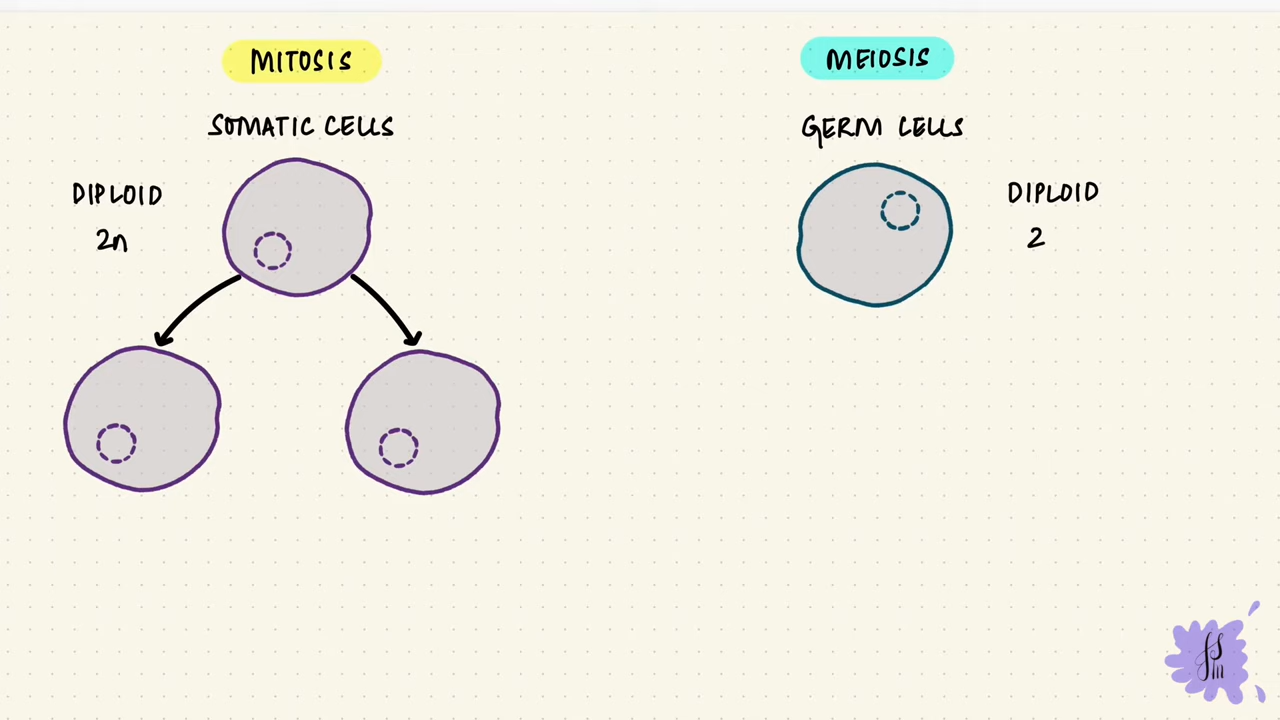 MITOSIS
SOMATIC CELLS
DIPLOID
2n
MEIOSIS
GERM CELLS
DIPLOID
2